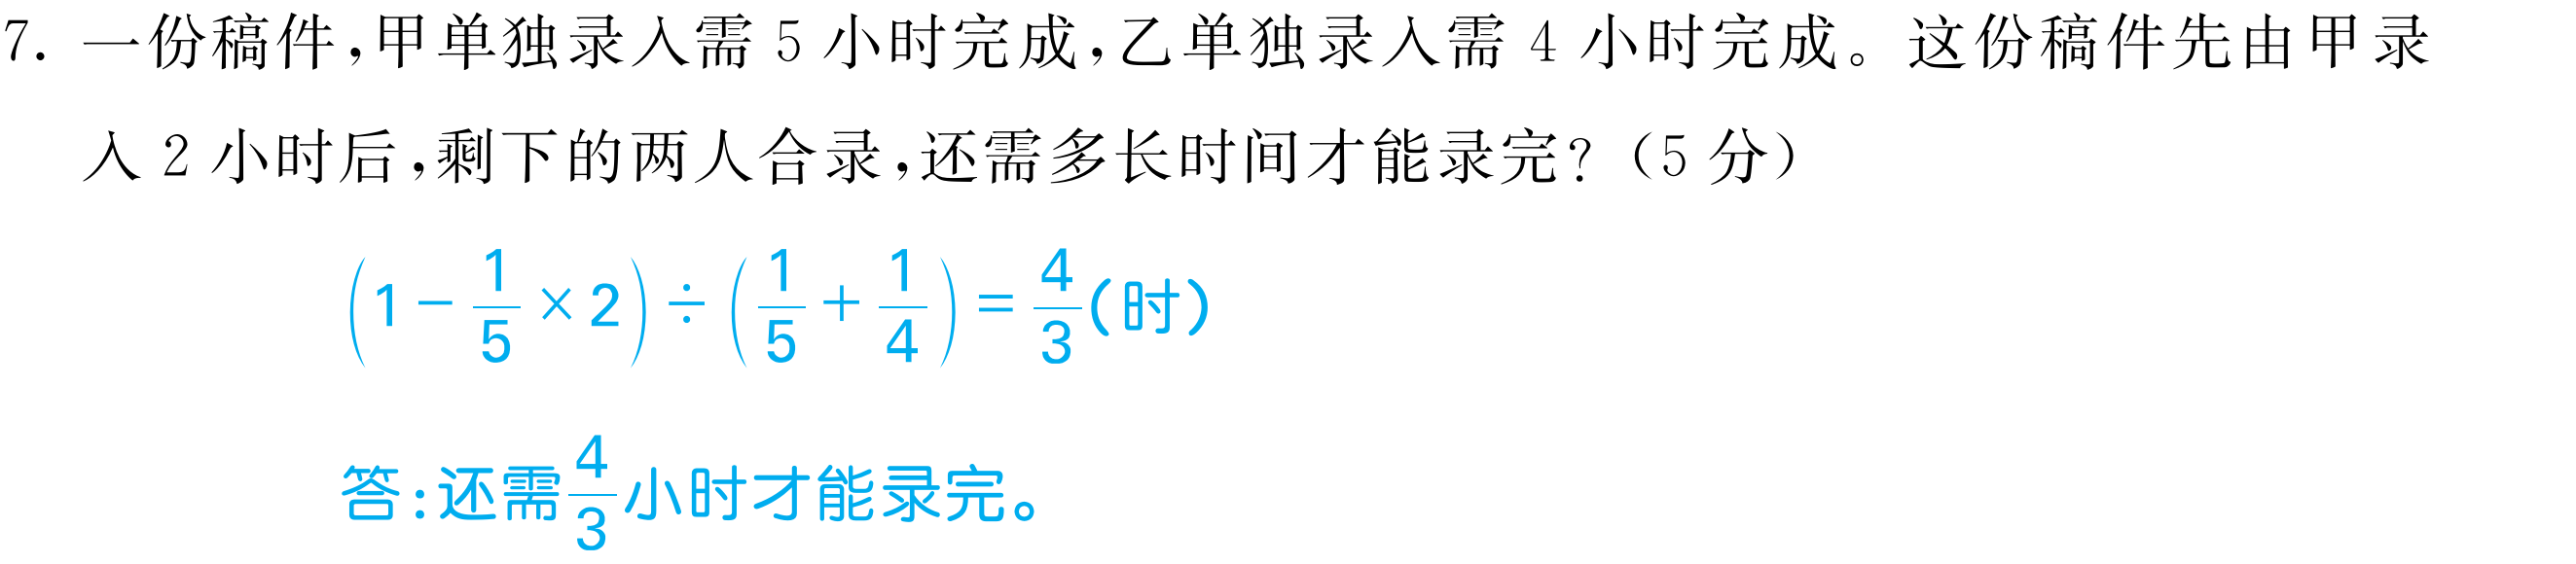 7. 一份稿件,甲单独录入需 5 小时完成,乙单独录入需 4 小时完成。这份稿件先由甲录
入 2 小时后,剩下的两人合录,还需多长时间才能录完?(5 分)
(1 − 1/5 × 2) ÷ (1/5 + 1/4) = 4/3(时)
答:还需4/3小时才能录完。